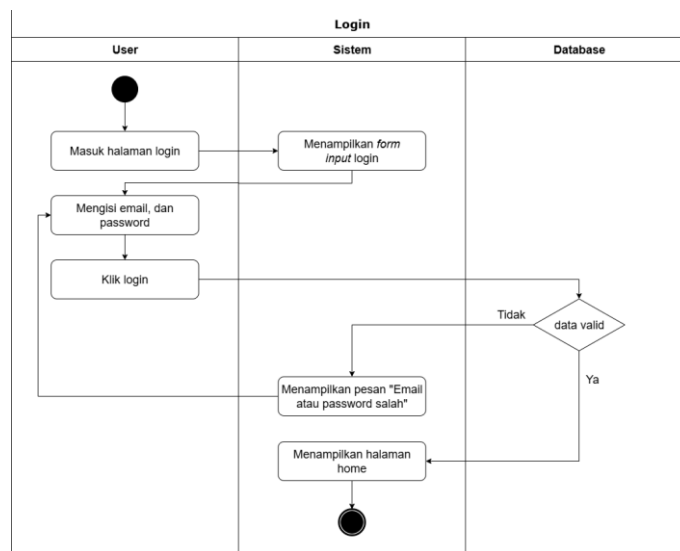 Login
User
Sistem
Database
Masuk halaman login
Menampilkan form
input login
Mengisi email, dan
password
Klik login
Tidak
data valid
Ya
Menampilkan pesan "Email
atau password salah"
Menampilkan halaman
home